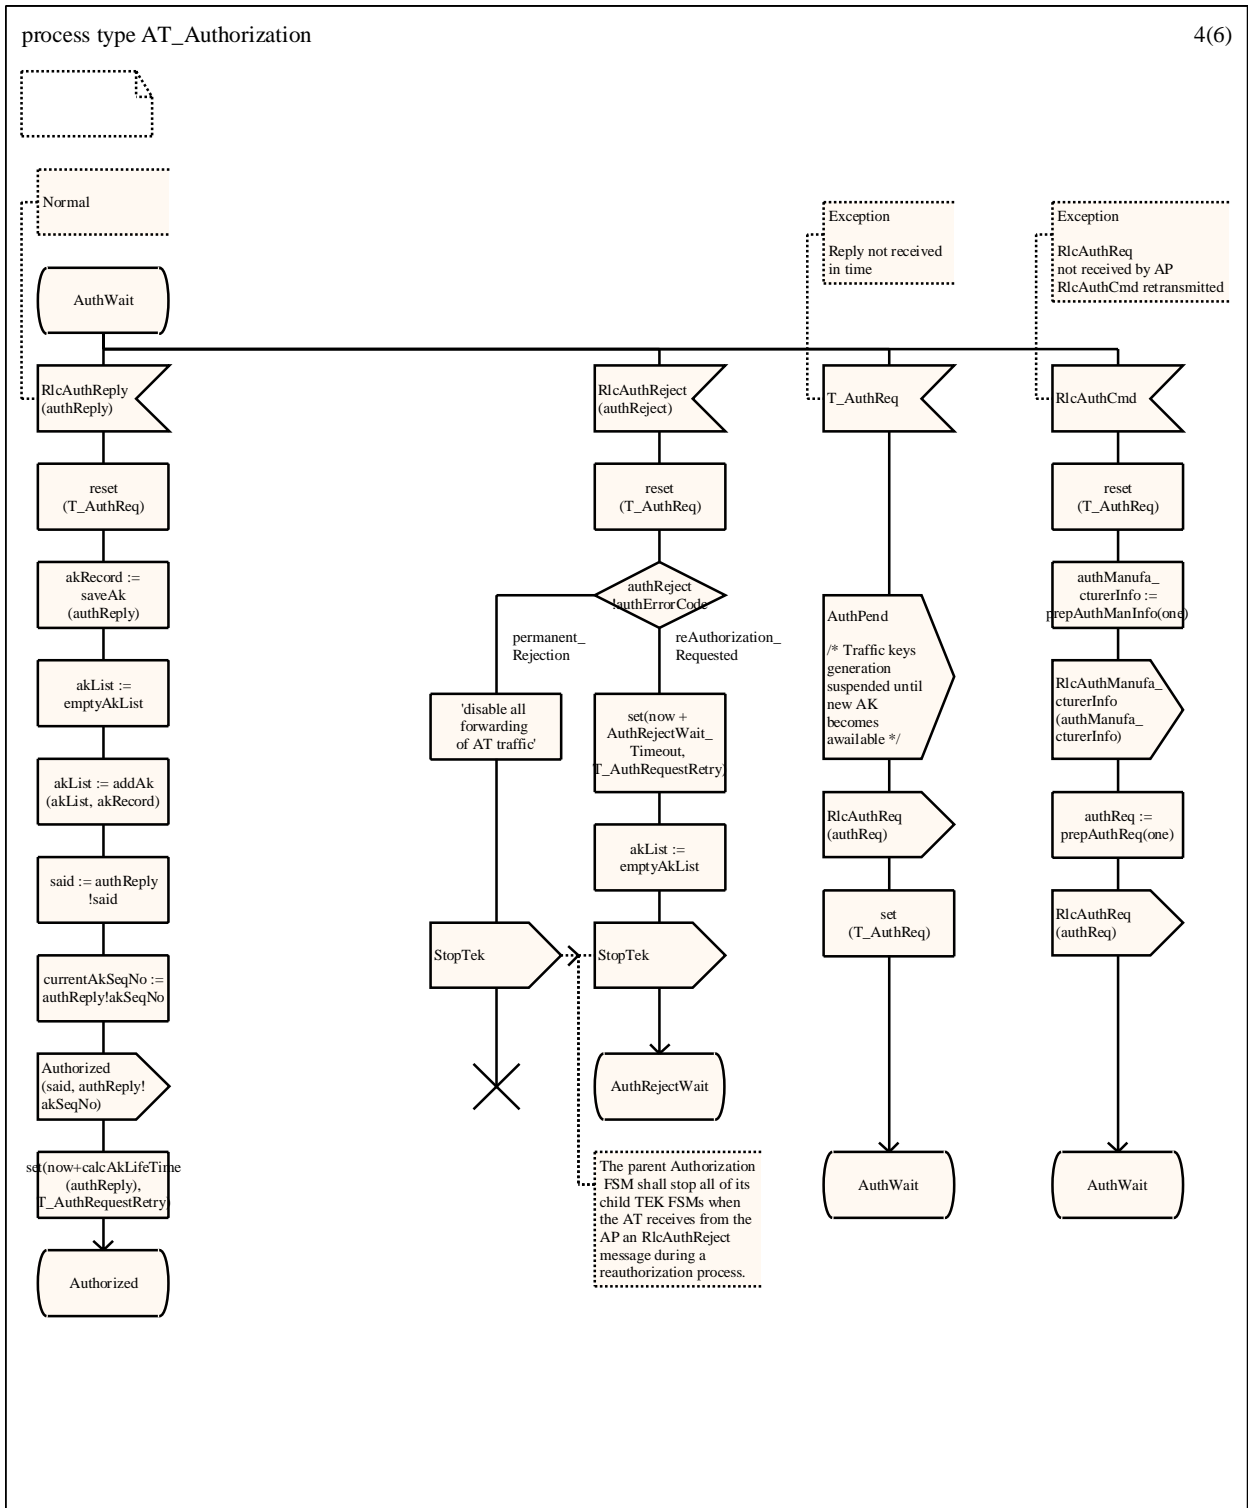 process type AT_Authorization
4(6)
Normal
AuthWait
RlcAuthReply
(authReply)
reset
(T_AuthReq)
akRecord :=
saveAk
(authReply)
akList :=
emptyAkList
akList := addAk
(akList, akRecord)
said := authReply
!said
currentAkSeqNo :=
authReply!akSeqNo
Authorized
(said, authReply!
akSeqNo)
set(now+calcAkLifeTime
(authReply),
T_AuthRequestRetry)
Authorized
RlcAuthReject
(authReject)
reset
(T_AuthReq)
authReject
!authErrorCode
permanent_
Rejection
'disable all
forwarding
of AT traffic'
StopTek
reAuthorization_
Requested
set(now +
AuthRejectWait_
Timeout,
T_AuthRequestRetry)
akList :=
emptyAkList
StopTek
AuthRejectWait
The parent Authorization
FSM shall stop all of its
child TEK FSMs when
the AT receives from the
AP an RlcAuthReject
message during a
reauthorization process.
Exception
Reply not received
in time
T_AuthReq
AuthPend
/* Traffic keys
generation
suspended until
new AK
becomes
awailable */
RlcAuthReq
(authReq)
set
(T_AuthReq)
AuthWait
Exception
RlcAuthReq
not received by AP
RlcAuthCmd retransmitted
RlcAuthCmd
reset
(T_AuthReq)
authManufa_
cturerInfo :=
prepAuthManInfo(one)
RlcAuthManufa_
cturerInfo
(authManufa_
cturerInfo)
authReq :=
prepAuthReq(one)
RlcAuthReq
(authReq)
AuthWait